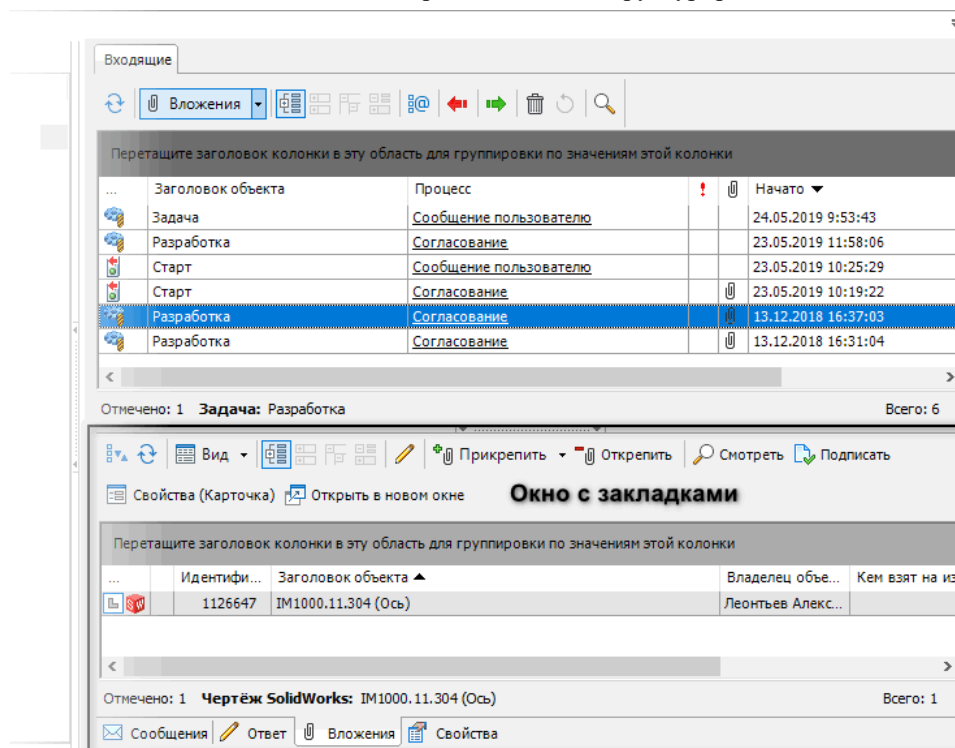 Входящие
Вложения
Перетащите заголовок колонки в эту область для группировки по значениям этой колонки
... Заголовок объекта Процесс Начато
Задача Сообщение пользователю 24.05.2019 9:53:43
Разработка Согласование 23.05.2019 11:58:06
Старт Сообщение пользователю 23.05.2019 10:25:29
Старт Согласование 23.05.2019 10:19:22
Разработка Согласование 13.12.2018 16:37:03
Разработка Согласование 13.12.2018 16:31:04
Отмечено: 1 Задача: Разработка Всего: 6
Вид Прикрепить Открепить Смотреть Подписать
Свойства (Карточка) Открыть в новом окне Окно с закладками
Перетащите заголовок колонки в эту область для группировки по значениям этой колонки
... Идентифи... Заголовок объекта Владелец объе... Кем взят на из
1126647 IM1000.11.304 (Ось) Леонтьев Алекс...
Отмечено: 1 Чертёж SolidWorks: IM1000.11.304 (Ось) Всего: 1
Сообщения Ответ Вложения Свойства